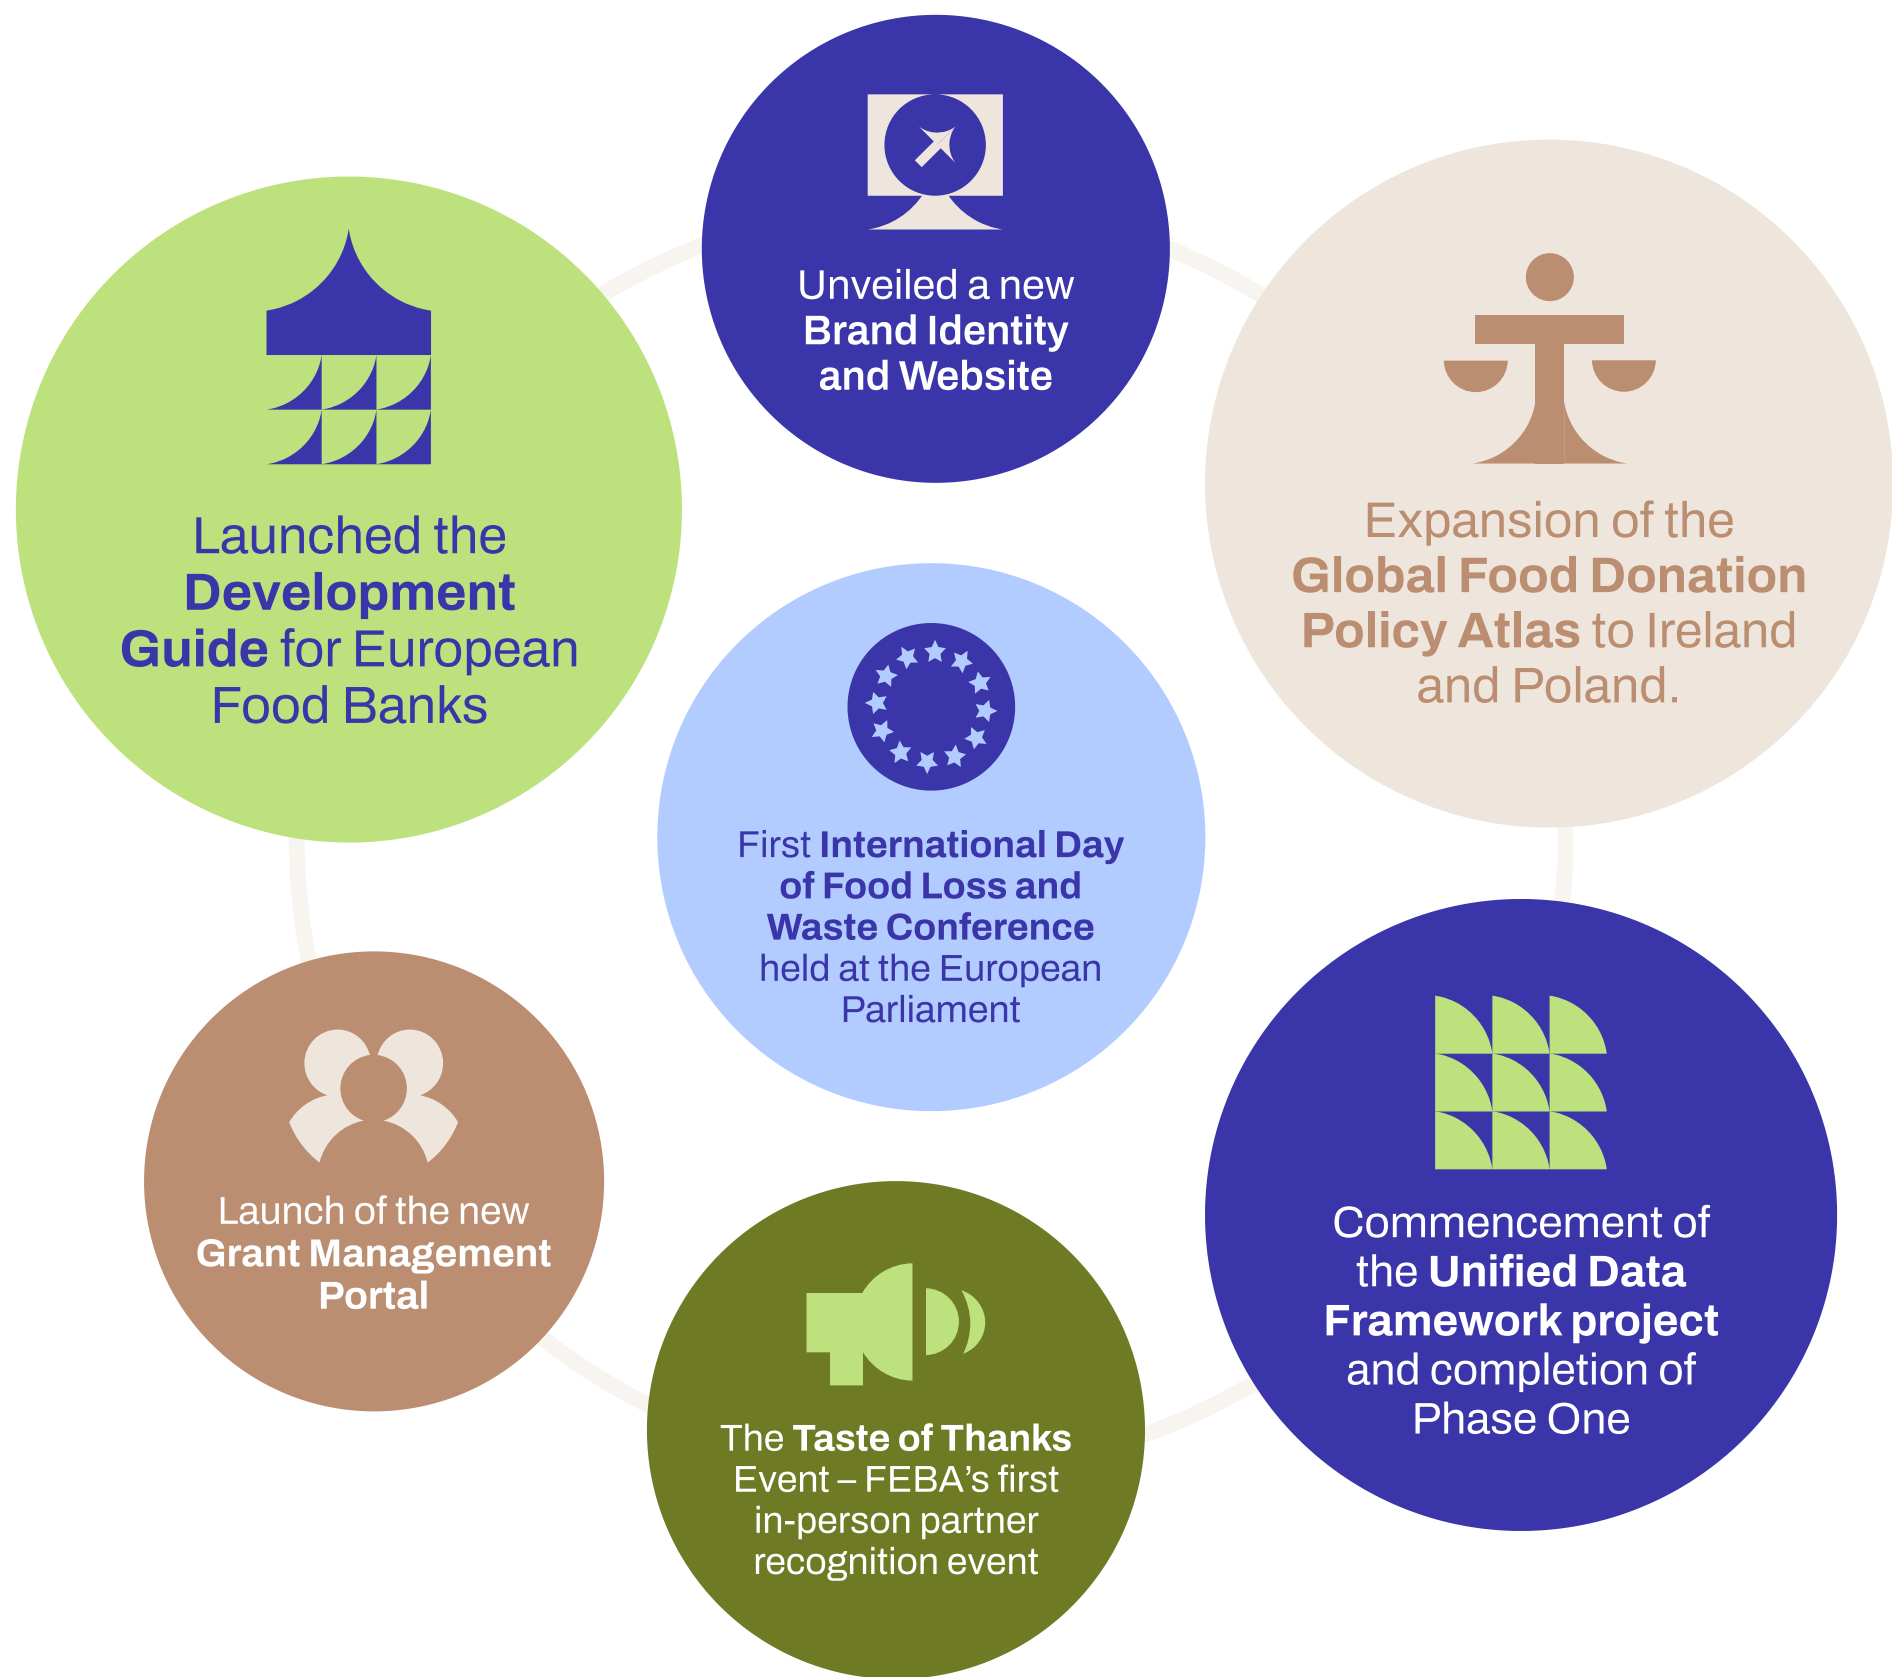 Unveiled a new
Brand Identity
and Website
Launched the
Development
Guide for European
Food Banks
Expansion of the
Global Food Donation
Policy Atlas to Ireland
and Poland.
First International Day
of Food Loss and
Waste Conference
held at the European
Parliament
Launch of the new
Grant Management
Portal
Commencement of
the Unified Data
Framework project
and completion of
Phase One
The Taste of Thanks
Event – FEBA’s first
in-person partner
recognition event